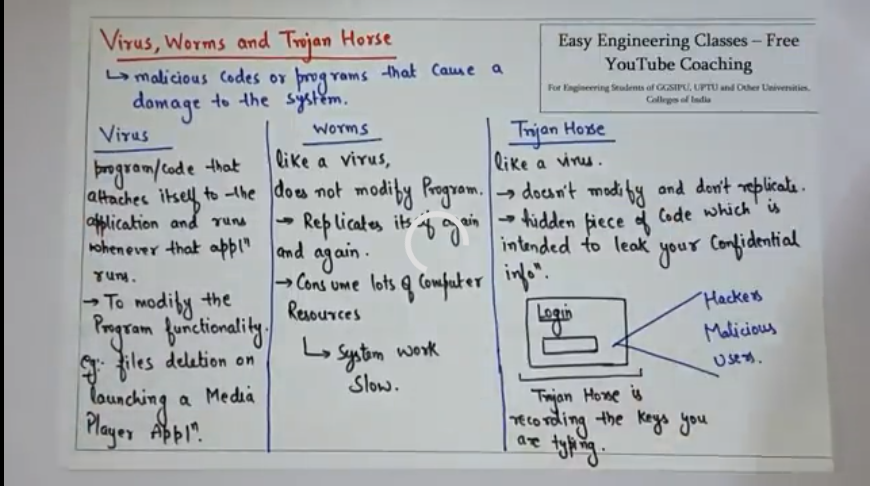 Virus, Worms and Trojan Horse
↳ malicious codes or programs that cause a
damage to the system.
Easy Engineering Classes – Free
YouTube Coaching
For Engineering Students of GGSIPU, UPTU and Other Universities,
Colleges of India
Virus
program/code that
attaches itself to the
application and runs
whenever that applⁿ
runs.
→ To modify the
Program functionality.
eg:- files deletion on
launching a Media
Player Applⁿ.
Worms
like a virus,
does not modify Program.
→ Replicates itself again
and again.
→ Consume lots of Computer
Resources
↳ System work
Slow.
Trojan Horse
like a virus.
→ doesn't modify and don't replicate.
→ hidden piece of Code which is
intended to leak your Confidential
infoⁿ.
Login
Hackers
Malicious
Users.
Trojan Horse is
recording the keys you
are typing.